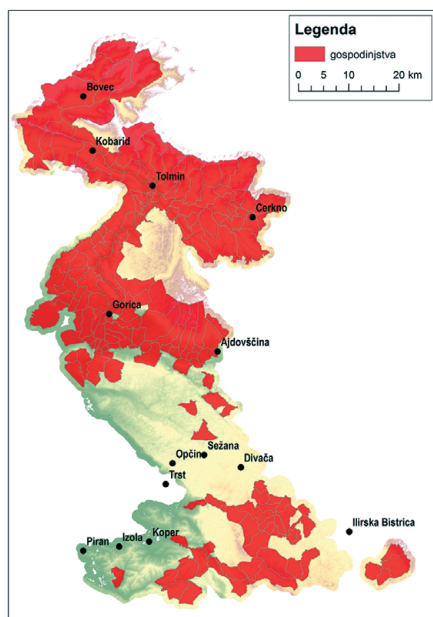 Legenda
gospodinjstva
0 5 10 20 km
Bovec
Kobarid
Tolmin
Cerkno
Gorica
Ajdovščina
Sežana
Opčin
Divača
Trst
Ilirska Bistrica
Koper
Izola
Piran